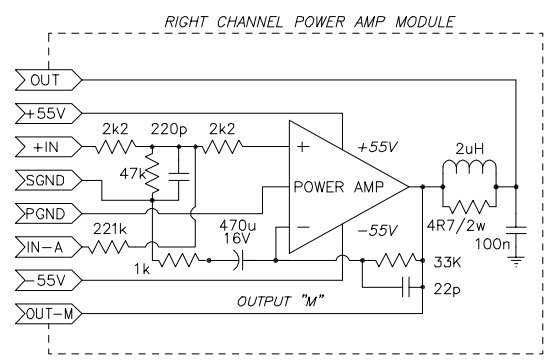 RIGHT CHANNEL POWER AMP MODULE
OUT
+55V
2k2 220p 2k2
+IN
+55V
2uH
47k
SGND
+
POWER AMP
PGND
4R7/2w
221k
470u
16V
−
-55V
100n
IN-A
1k
33K
-55V
22p
OUTPUT "M"
OUT-M